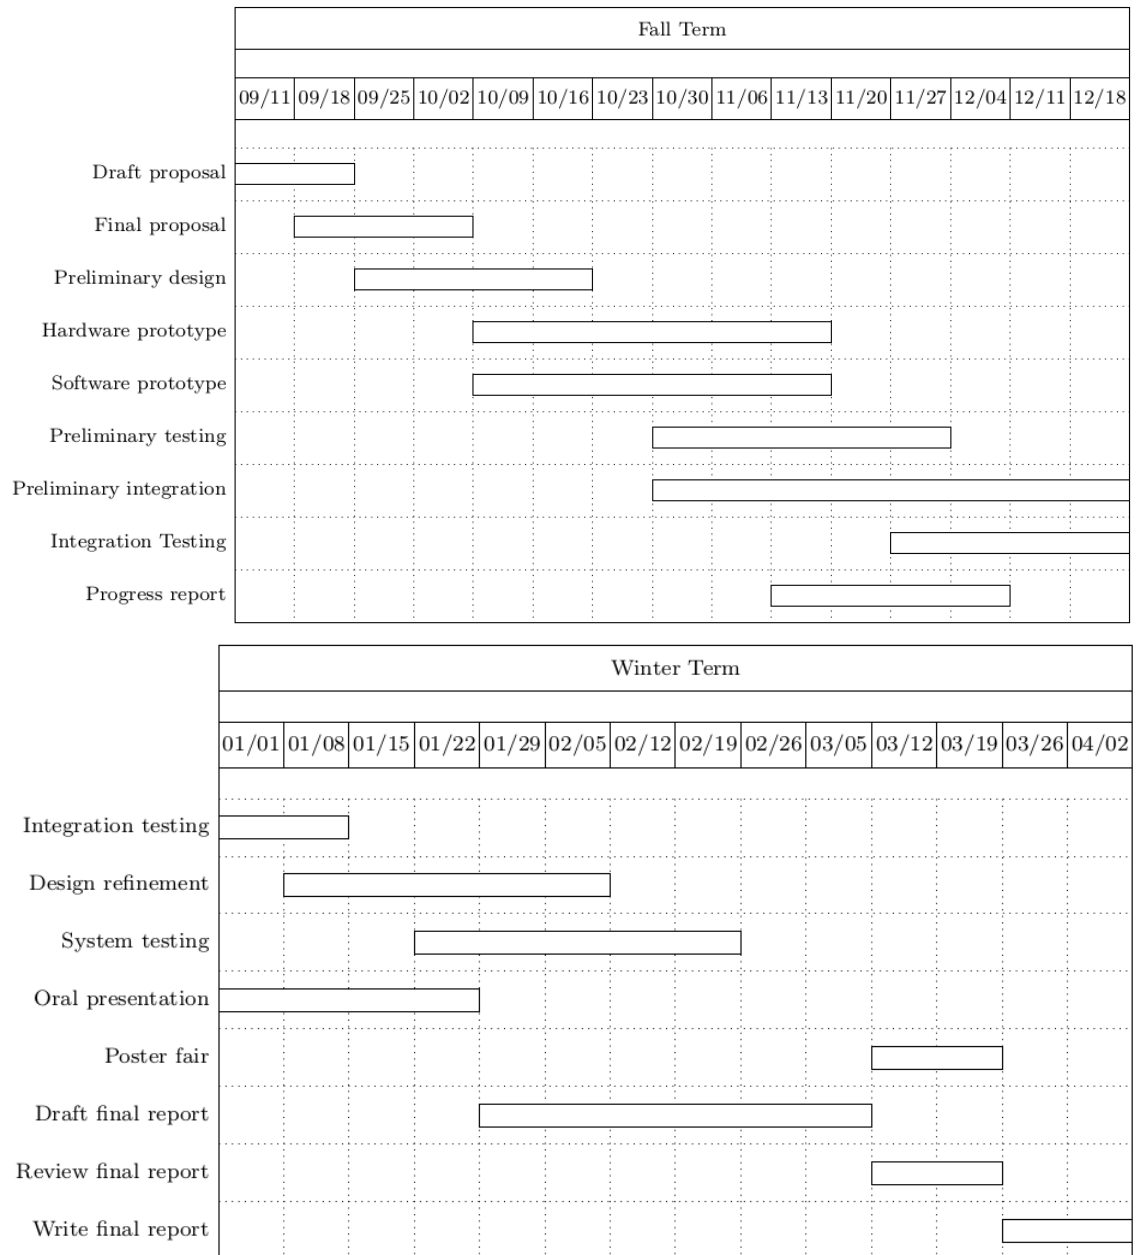 Fall Term
09/11 09/18 09/25 10/02 10/09 10/16 10/23 10/30 11/06 11/13 11/20 11/27 12/04 12/11 12/18
Draft proposal
Final proposal
Preliminary design
Hardware prototype
Software prototype
Preliminary testing
Preliminary integration
Integration Testing
Progress report
Winter Term
01/01 01/08 01/15 01/22 01/29 02/05 02/12 02/19 02/26 03/05 03/12 03/19 03/26 04/02
Integration testing
Design refinement
System testing
Oral presentation
Poster fair
Draft final report
Review final report
Write final report